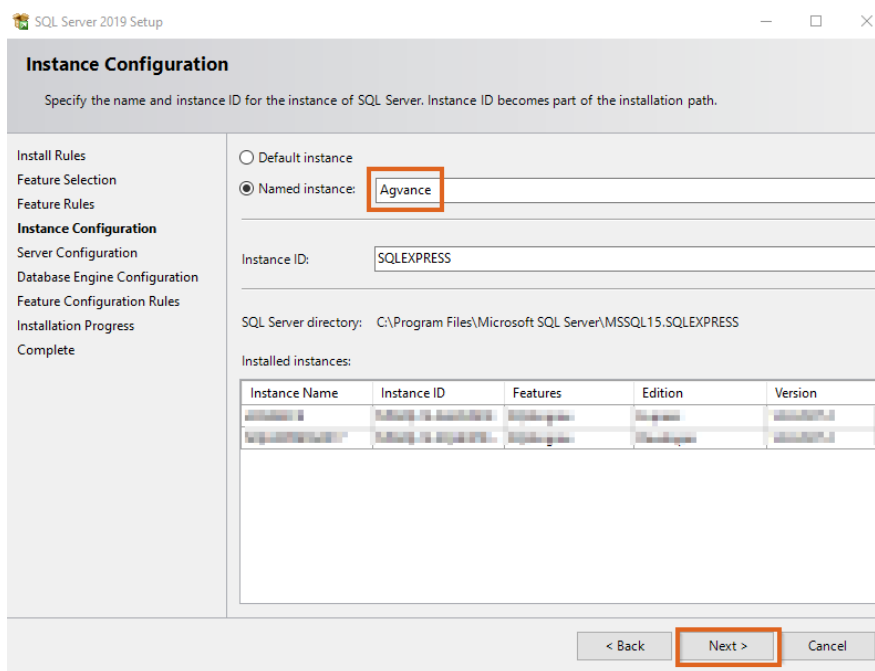 SQL Server 2019 Setup
Instance Configuration
Specify the name and instance ID for the instance of SQL Server. Instance ID becomes part of the installation path.
Install Rules
Feature Selection
Feature Rules
Instance Configuration
Server Configuration
Database Engine Configuration
Feature Configuration Rules
Installation Progress
Complete
Default instance
Named instance: Agvance
Instance ID: SQLEXPRESS
SQL Server directory: C:\Program Files\Microsoft SQL Server\MSSQL15.SQLEXPRESS
Installed instances:
Instance Name Instance ID Features Edition Version
< Back Next > Cancel